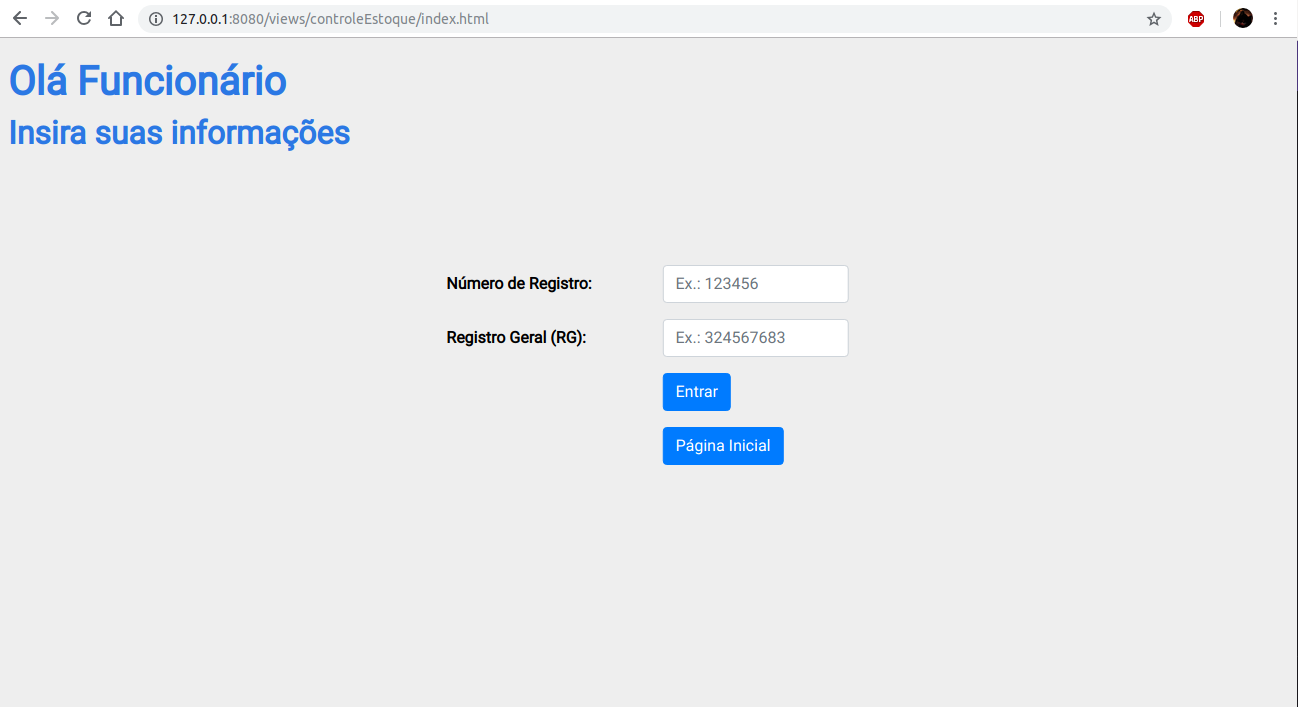 127.0.0.1:8080/views/controleEstoque/index.html
ABP
Olá Funcionário
Insira suas informações
Número de Registro: Ex.: 123456
Registro Geral (RG): Ex.: 324567683
Entrar
Página Inicial